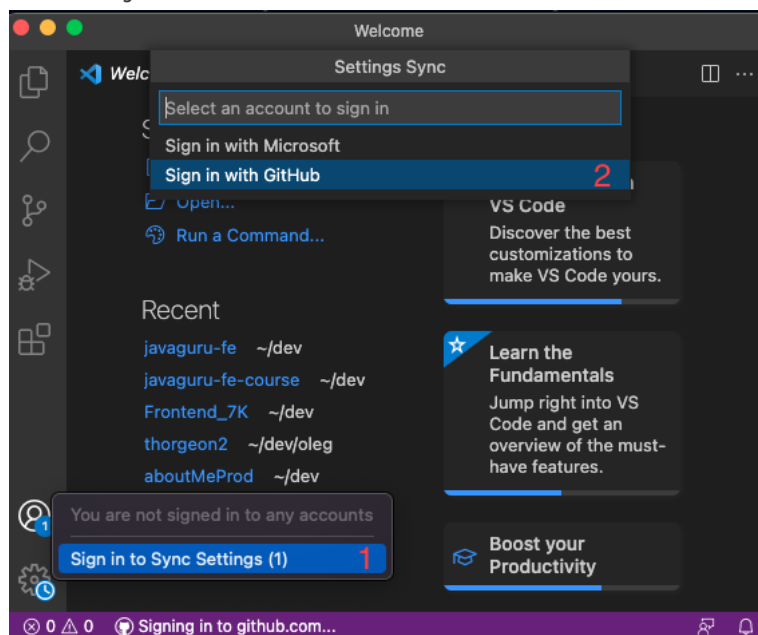 Welcome
Welc
Settings Sync
Select an account to sign in
Sign in with Microsoft
Sign in with GitHub 2
Open...
Run a Command...
VS Code
Discover the best
customizations to
make VS Code yours.
Recent
javaguru-fe ~/dev
javaguru-fe-course ~/dev
Frontend_7K ~/dev
thorgeon2 ~/dev/oleg
aboutMeProd ~/dev
Learn the
Fundamentals
Jump right into VS
Code and get an
overview of the must-
have features.
1
You are not signed in to any accounts
Sign in to Sync Settings (1) 1
Boost your
Productivity
0 0 Signing in to github.com...